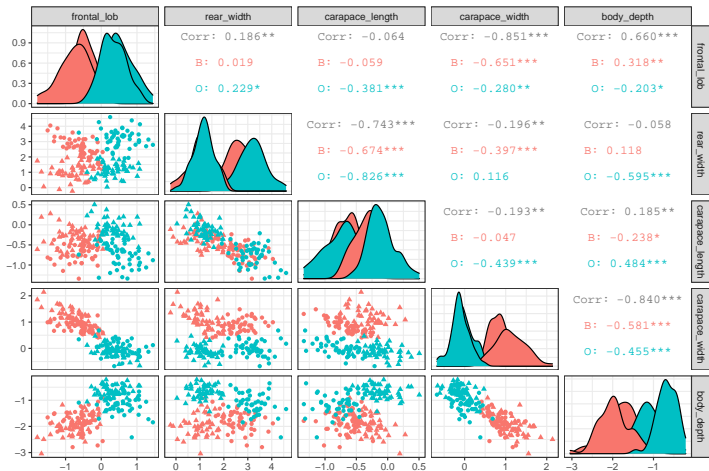 frontal_lob rear_width carapace_length carapace_width body_depth
Corr: 0.186** Corr: −0.064 Corr: −0.851*** Corr: 0.660***
B: 0.019 B: −0.059 B: −0.651*** B: 0.318**
O: 0.229* O: −0.381*** O: −0.280** O: −0.203*
frontal_lob
0.9
0.6
0.3
0.0
Corr: −0.743*** Corr: −0.196** Corr: −0.058
B: −0.674*** B: −0.397*** B: 0.118
O: −0.826*** O: 0.116 O: −0.595***
rear_width
4
3
2
1
0
Corr: −0.193** Corr: 0.185**
B: −0.047 B: −0.238*
O: −0.439*** O: 0.484***
carapace_length
0.5
0.0
−0.5
−1.0
Corr: −0.840***
B: −0.581***
O: −0.455***
carapace_width
2
1
0
body_depth
−1
−2
−3
−1 0 1 0 1 2 3 4 −1.0 −0.5 0.0 0.5 0 1 2 −3 −2 −1